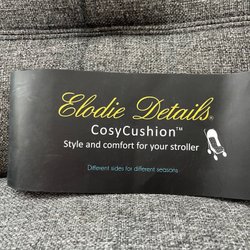 Elodie Details®
CosyCushion™
Style and comfort for your stroller
Different sides for different seasons